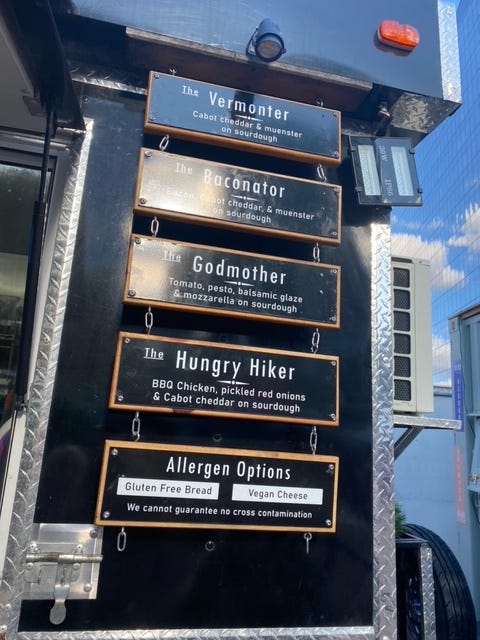 The Vermonter
Cabot cheddar & muenster
on sourdough
The Baconator
Bacon, Cabot cheddar, & muenster
on sourdough
The Godmother
Tomato, pesto, balsamic glaze
& mozzarella on sourdough
The Hungry Hiker
BBQ Chicken, pickled red onions
& Cabot cheddar on sourdough
Allergen Options
Gluten Free Bread Vegan Cheese
We cannot guarantee no cross contamination